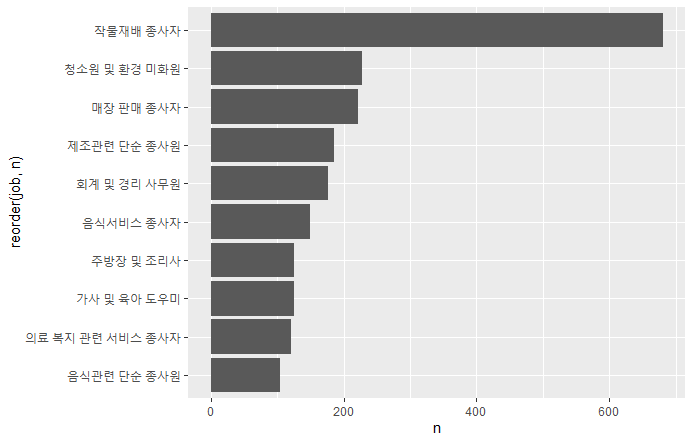 작물재배 종사자
청소원 및 환경 미화원
매장 판매 종사자
제조관련 단순 종사원
회계 및 경리 사무원
음식서비스 종사자
주방장 및 조리사
가사 및 육아 도우미
의료 복지 관련 서비스 종사자
음식관련 단순 종사원
reorder(job, n)
0 200 400 600
n